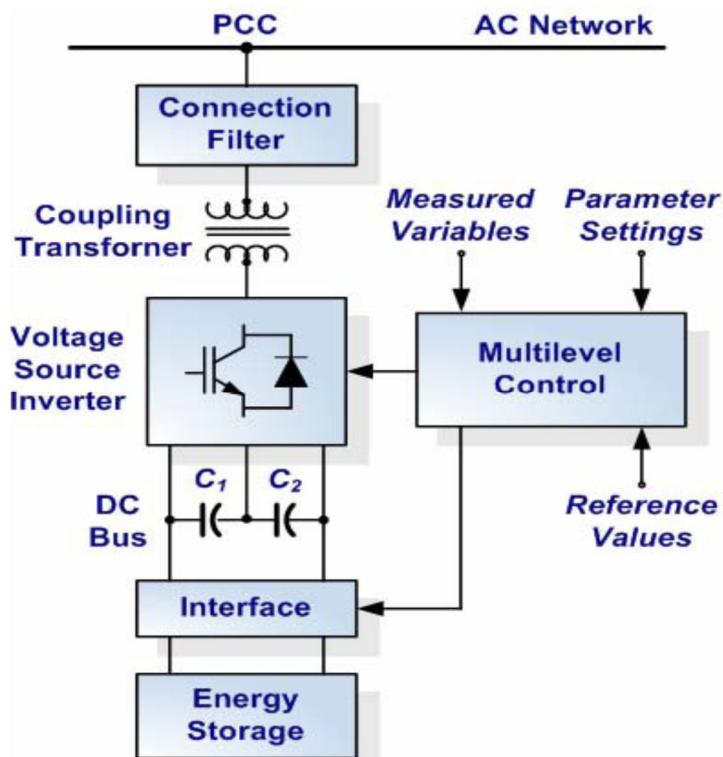 PCC
AC Network
Connection
Filter
Coupling
Transforner
Measured
Variables
Parameter
Settings
Voltage
Source
Inverter
Multilevel
Control
C1
C2
DC
Bus
Reference
Values
Interface
Energy
Storage